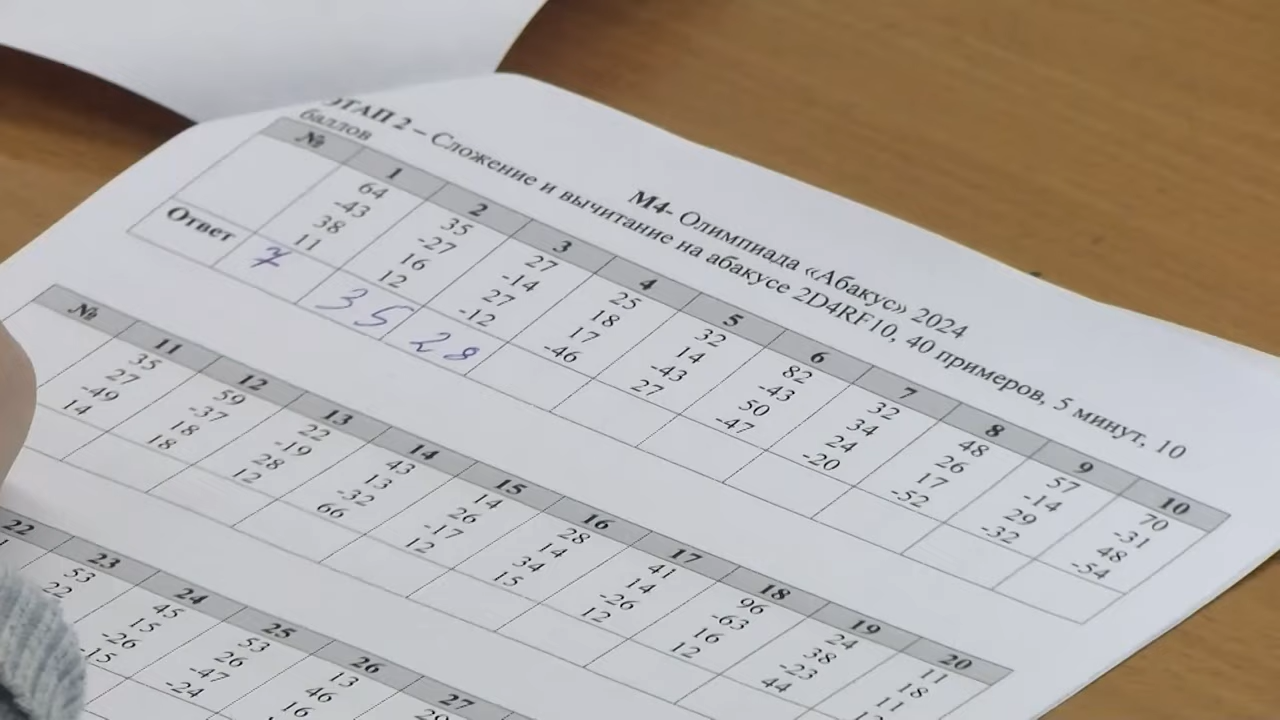 M4- Олимпиада «Абакус» 2024
ЭТАП 2 – Сложение и вычитание на абакусе 2D4RF10, 40 примеров, 5 минут, 10
баллов
№ 1 2 3 4 5 6 7 8 9 10
64 35 27 25 32 82 32 48 57 70
-43 -27 -14 18 14 -43 34 26 -14 -31
38 16 27 17 -43 50 24 17 29 48
11 12 -12 -46 27 -47 -20 -52 -32 -54
Ответ 7 35 28
№ 11 12 13 14 15 16 17 18 19 20
35 59 22 43 14 28 41 96 24 11
27 -37 -19 13 26 14 14 -63 38 18
-49 18 28 -32 -17 34 -26 16 -23 11
14 18 12 66 12 15 12 12 44
22 23 24 25 26 27
53 45 53 13
22 15 26 46
-26 -47 16
-15 -24